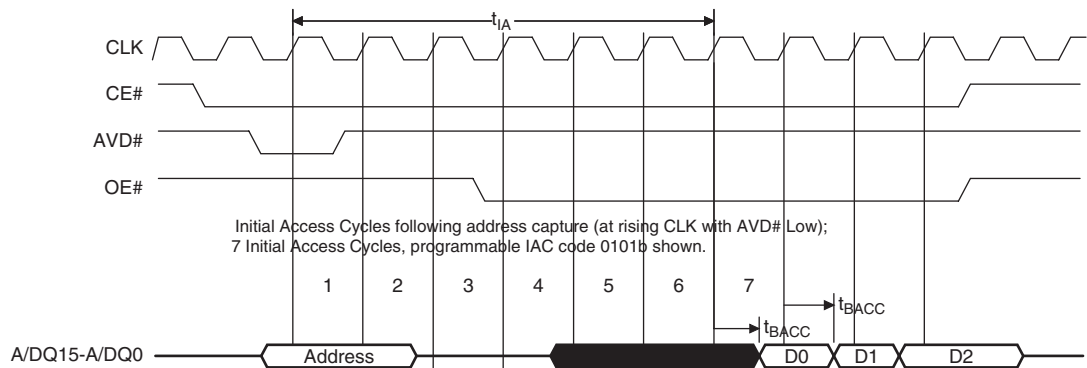 tIA
CLK
CE#
AVD#
OE#
Initial Access Cycles following address capture (at rising CLK with AVD# Low);
7 Initial Access Cycles, programmable IAC code 0101b shown.
1 2 3 4 5 6 7
tBACC
tBACC
A/DQ15-A/DQ0 Address D0 D1 D2